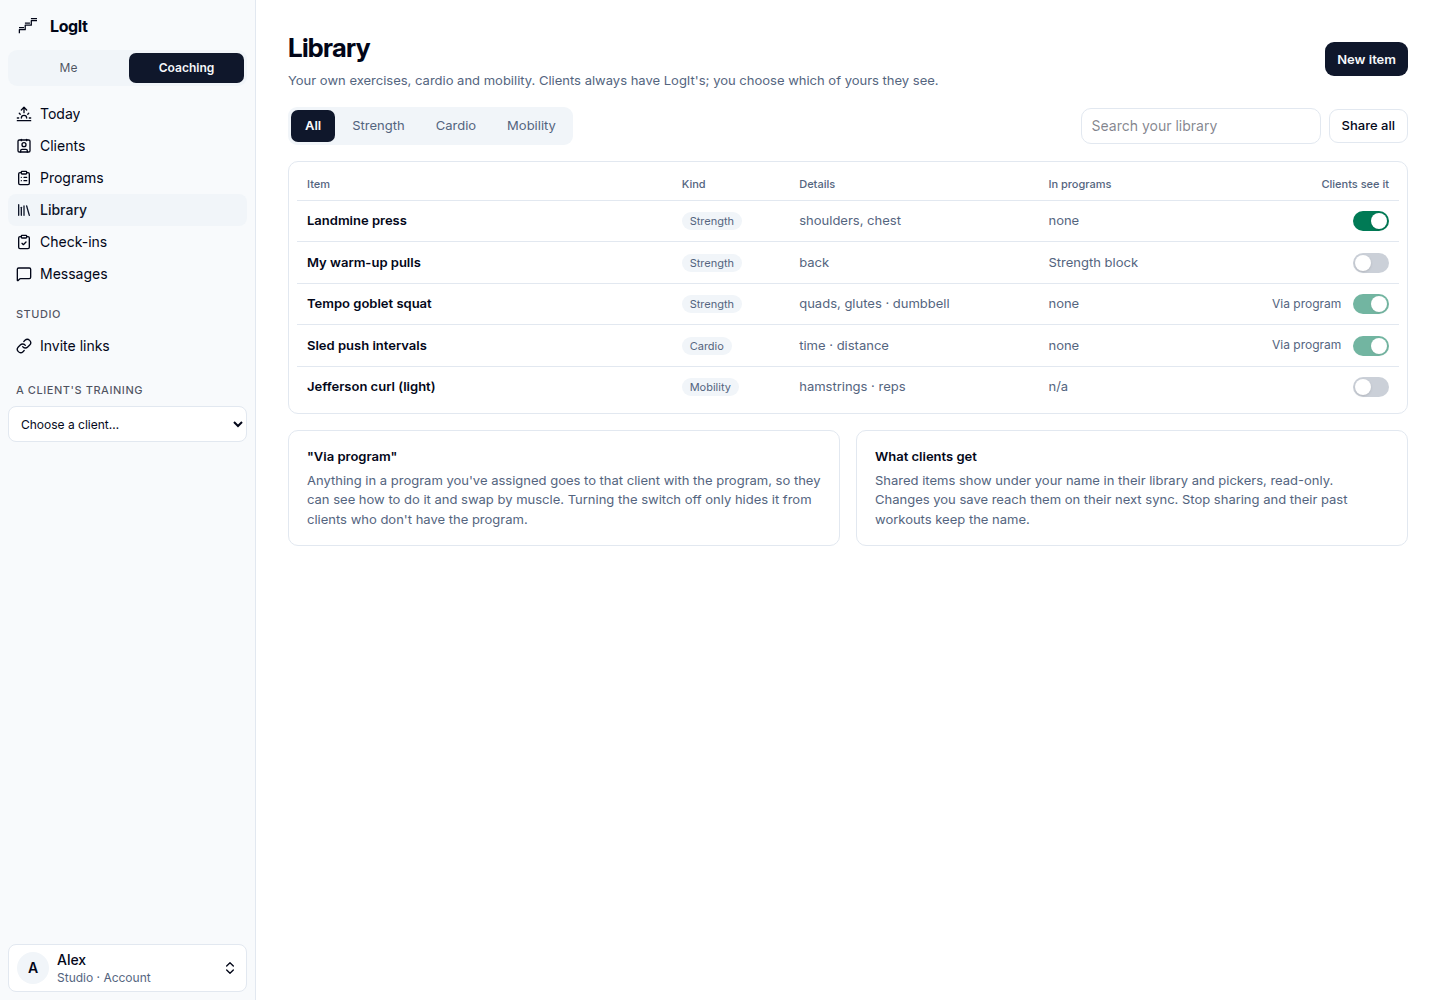 LogIt
Me
Coaching
Today
Clients
Programs
Library
Check-ins
Messages
STUDIO
Invite links
A CLIENT'S TRAINING
Choose a client...
A
Alex
Studio · Account
Library
Your own exercises, cardio and mobility. Clients always have LogIt's; you choose which of yours they see.
New item
All
Strength
Cardio
Mobility
Search your library
Share all
Item Kind Details In programs Clients see it
Landmine press Strength shoulders, chest none
My warm-up pulls Strength back Strength block
Tempo goblet squat Strength quads, glutes · dumbbell none Via program
Sled push intervals Cardio time · distance none Via program
Jefferson curl (light) Mobility hamstrings · reps n/a
"Via program"
Anything in a program you've assigned goes to that client with the program, so they
can see how to do it and swap by muscle. Turning the switch off only hides it from
clients who don't have the program.
What clients get
Shared items show under your name in their library and pickers, read-only.
Changes you save reach them on their next sync. Stop sharing and their past
workouts keep the name.